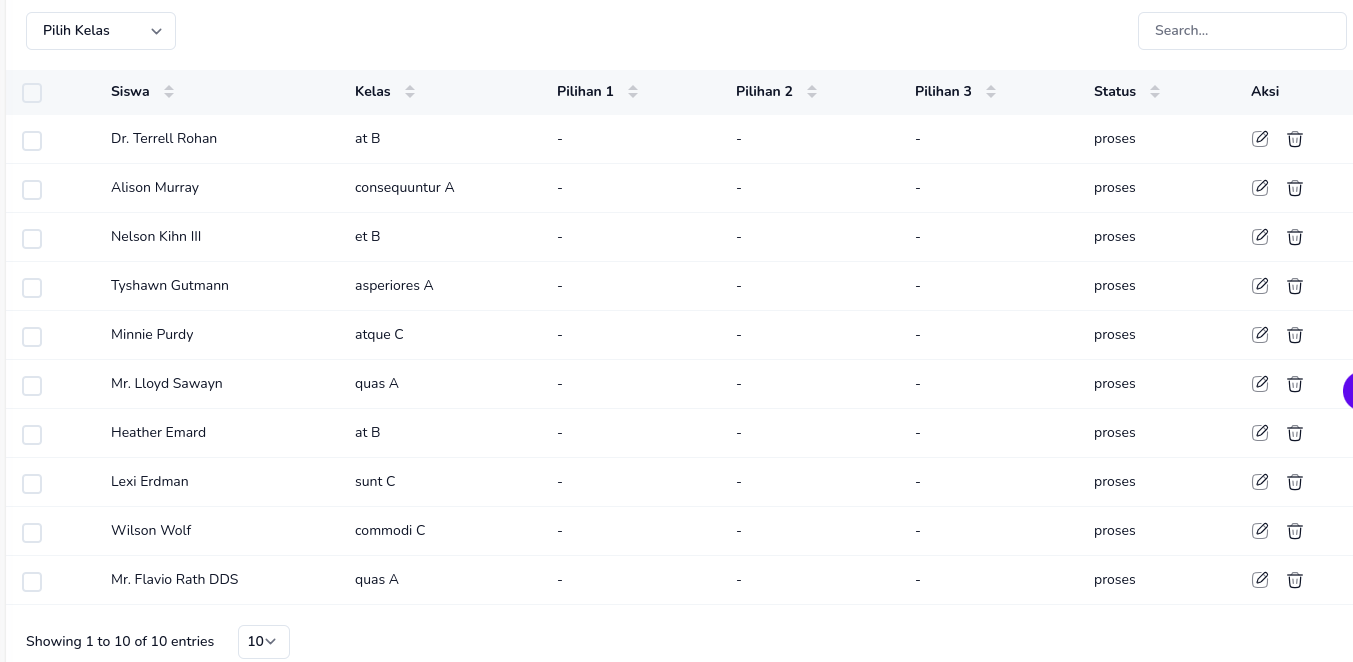 Pilih Kelas
Search...
Siswa Kelas Pilihan 1 Pilihan 2 Pilihan 3 Status Aksi
Dr. Terrell Rohan at B - - - proses
Alison Murray consequuntur A - - - proses
Nelson Kihn III et B - - - proses
Tyshawn Gutmann asperiores A - - - proses
Minnie Purdy atque C - - - proses
Mr. Lloyd Sawayn quas A - - - proses
Heather Emard at B - - - proses
Lexi Erdman sunt C - - - proses
Wilson Wolf commodi C - - - proses
Mr. Flavio Rath DDS quas A - - - proses
Showing 1 to 10 of 10 entries 10